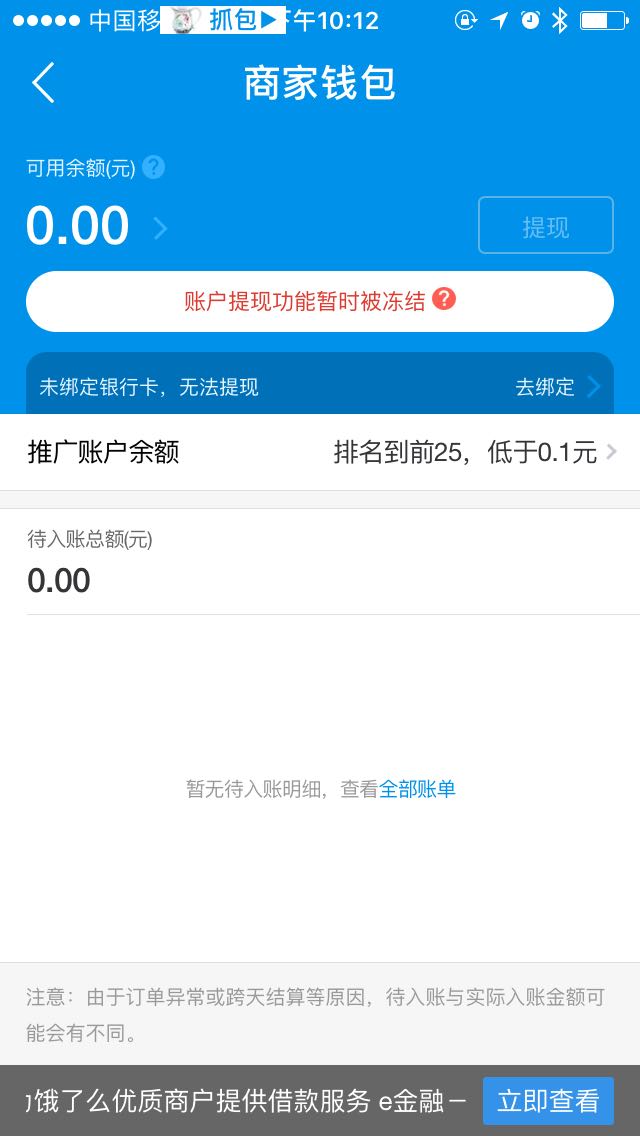 中国移 抓包▶ 下午10:12
商家钱包
可用余额(元) ?
0.00
提现
账户提现功能暂时被冻结 ?
未绑定银行卡，无法提现 去绑定
推广账户余额 排名到前25，低于0.1元
待入账总额(元)
0.00
暂无待入账明细，查看全部账单
注意：由于订单异常或跨天结算等原因，待入账与实际入账金额可
能会有不同。
饿了么优质商户提供借款服务 e金融－ 立即查看